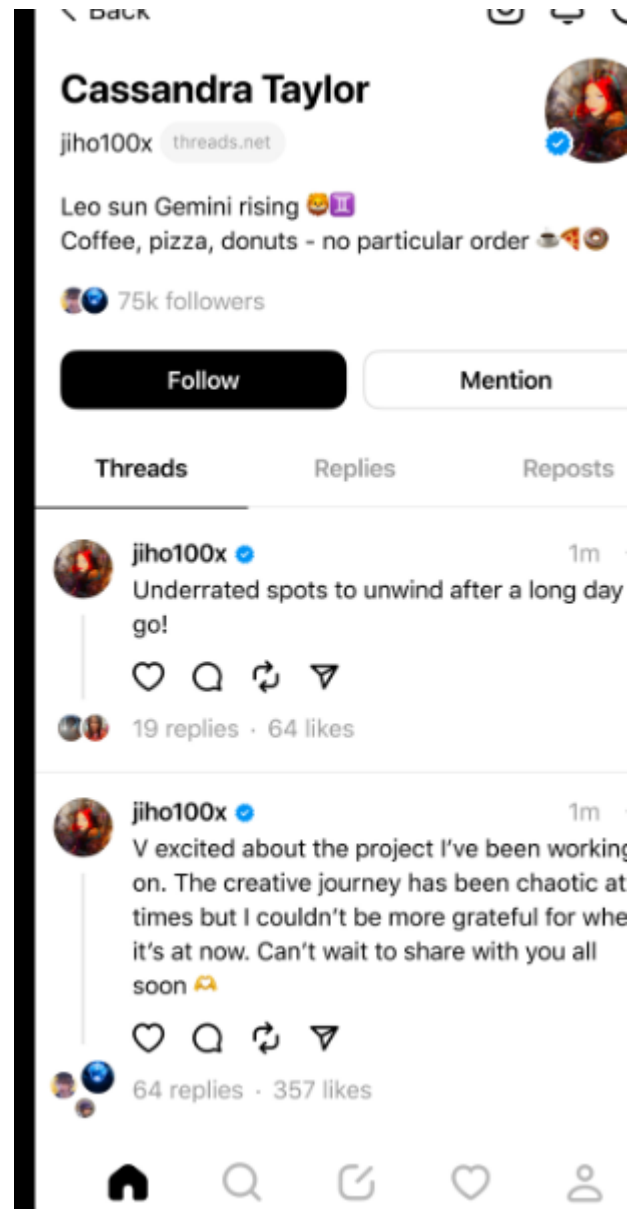 Back
Cassandra Taylor
jiho100x threads.net
Leo sun Gemini rising 🦁♊
Coffee, pizza, donuts - no particular order ☕🍕🍩
75k followers
Follow Mention
Threads Replies Reposts
jiho100x 1m
Underrated spots to unwind after a long day
go!
19 replies · 64 likes
jiho100x 1m
V excited about the project I’ve been working
on. The creative journey has been chaotic at
times but I couldn’t be more grateful for whe
it’s at now. Can’t wait to share with you all
soon 🫶
64 replies · 357 likes